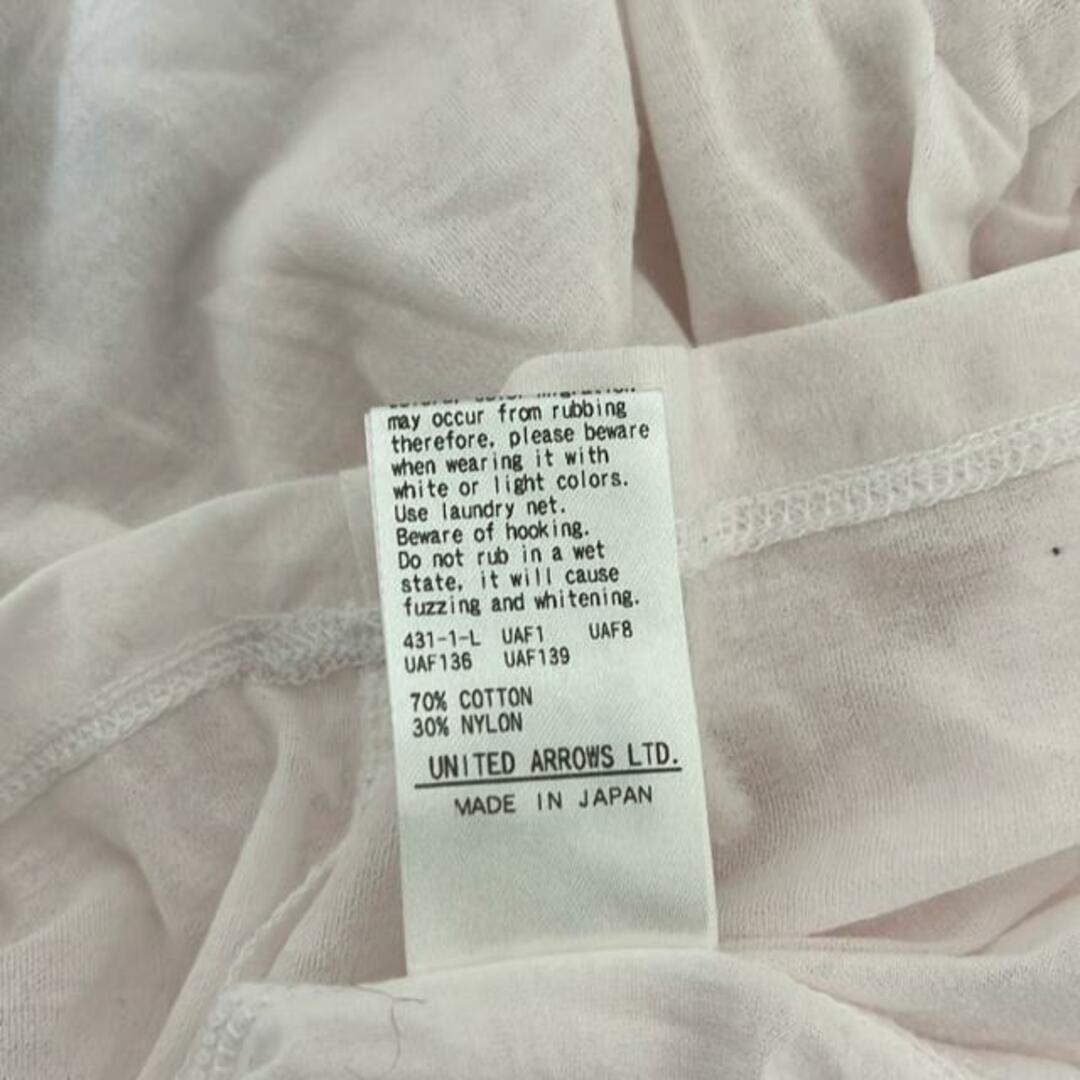 may occur from rubbing
therefore, please beware
when wearing it with
white or light colors.
Use laundry net.
Beware of hooking.
Do not rub in a wet
state, it will cause
fuzzing and whitening.
431-1-L UAF1 UAF8
UAF136 UAF139
70% COTTON
30% NYLON
UNITED ARROWS LTD.
MADE IN JAPAN